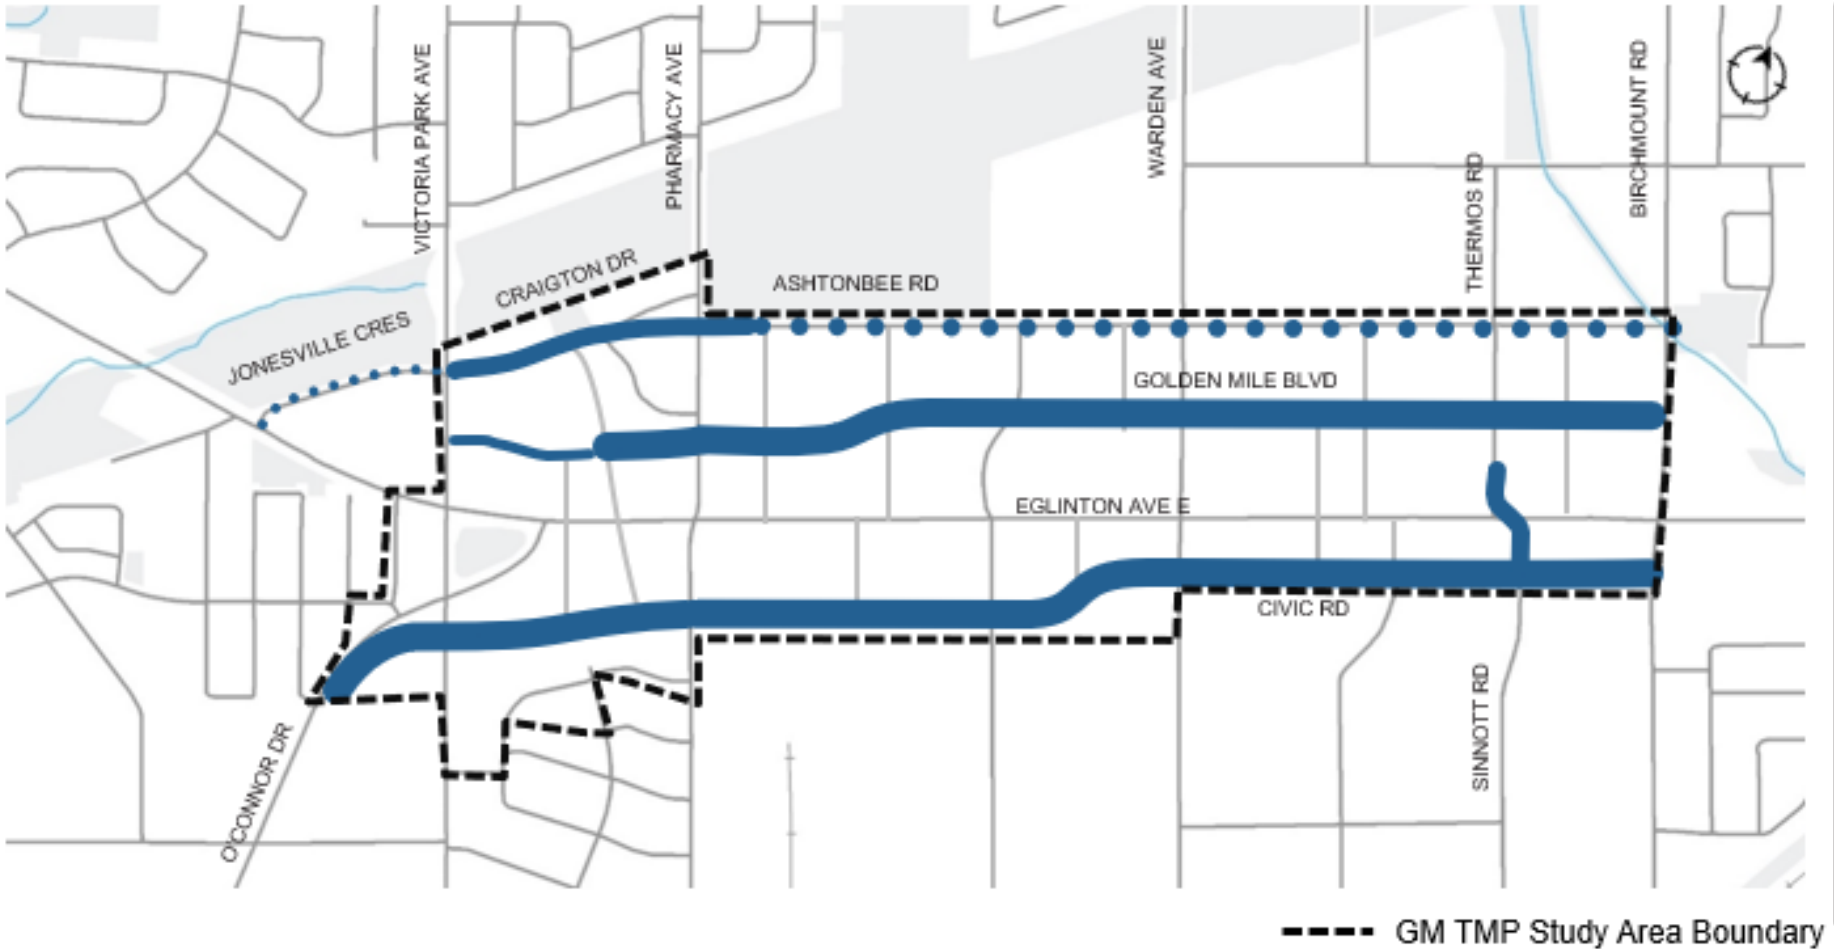 VICTORIA PARK AVE
PHARMACY AVE
WARDEN AVE
THERMOS RD
BIRCHMOUNT RD
CRAIGTON DR
ASHTONBEE RD
JONESVILLE CRES
GOLDEN MILE BLVD
EGLINTON AVE E
CIVIC RD
SINNOTT RD
O'CONNOR DR
GM TMP Study Area Boundary